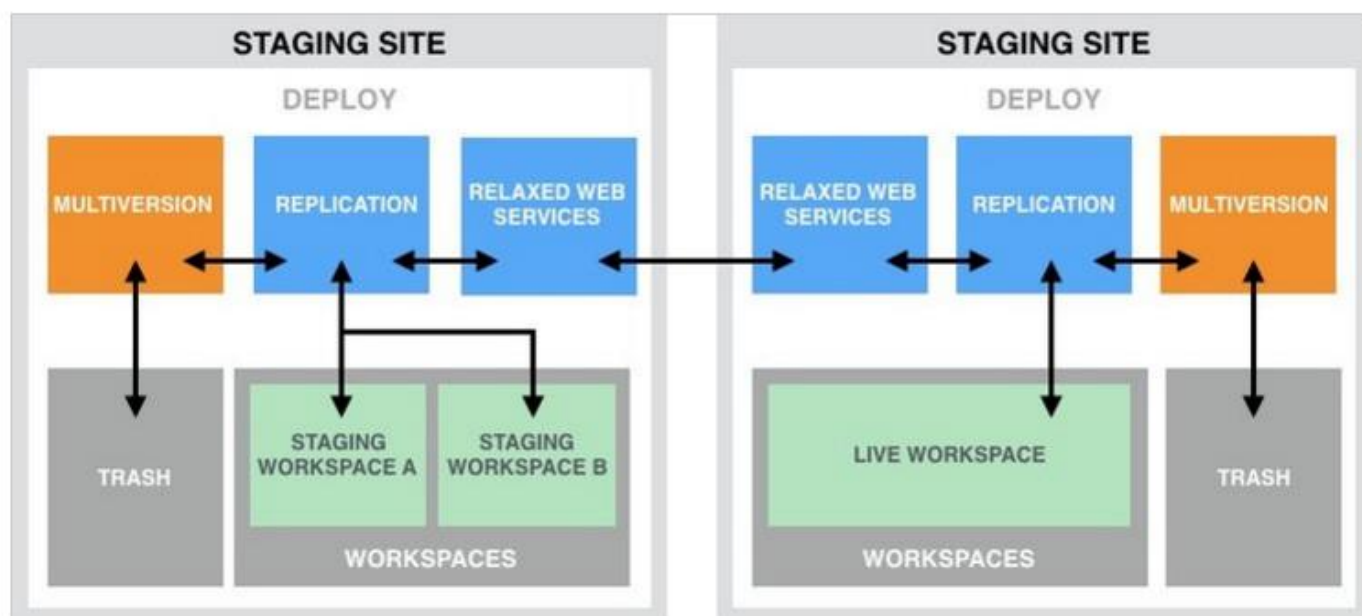 STAGING SITE
DEPLOY
MULTIVERSION
REPLICATION
RELAXED WEB
SERVICES
TRASH
STAGING
WORKSPACE A
STAGING
WORKSPACE B
WORKSPACES
STAGING SITE
DEPLOY
RELAXED WEB
SERVICES
REPLICATION
MULTIVERSION
LIVE WORKSPACE
WORKSPACES
TRASH